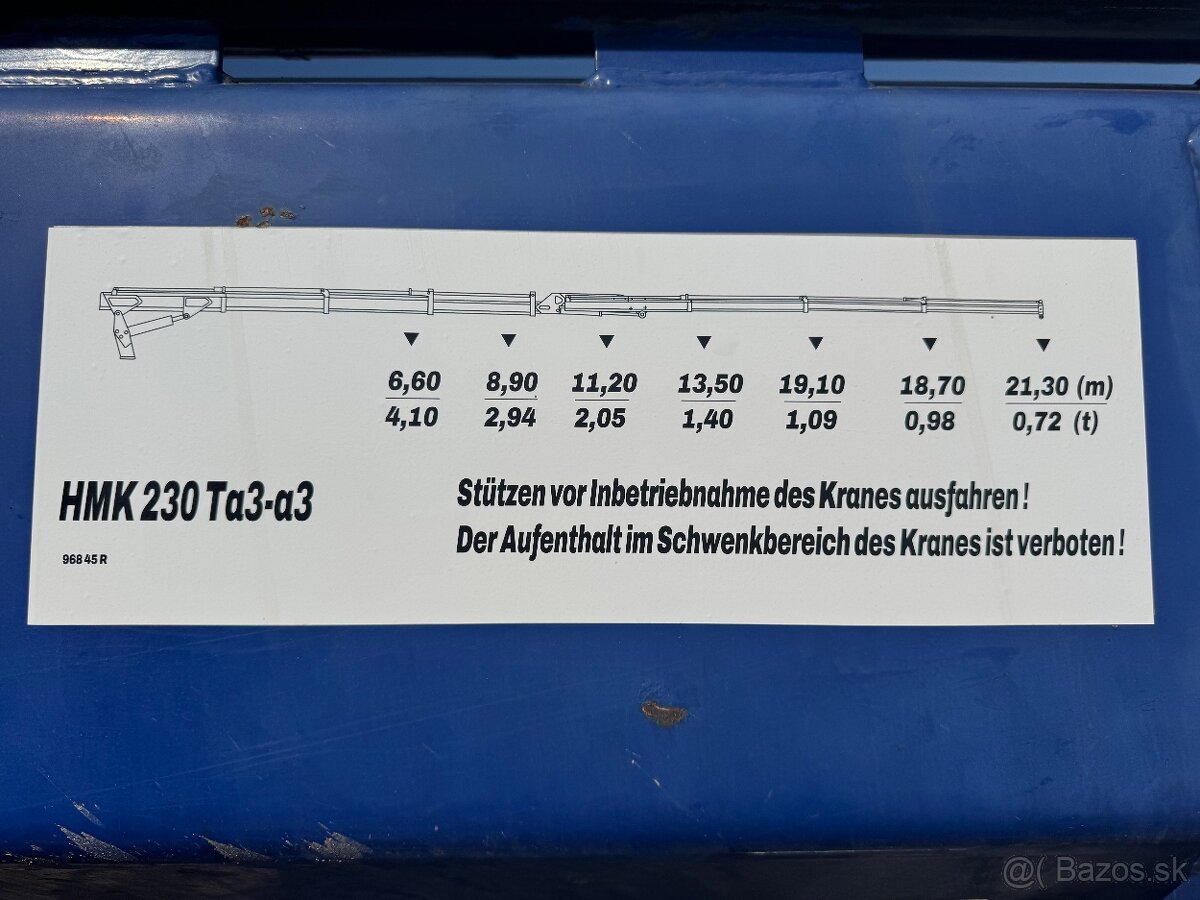 6,60 8,90 11,20 13,50 19,10 18,70 21,30 (m)
4,10 2,94 2,05 1,40 1,09 0,98 0,72 (t)
HMK 230 Ta3-a3
Stützen vor Inbetriebnahme des Kranes ausfahren!
Der Aufenthalt im Schwenkbereich des Kranes ist verboten!
968 45 R
@( Bazos.sk